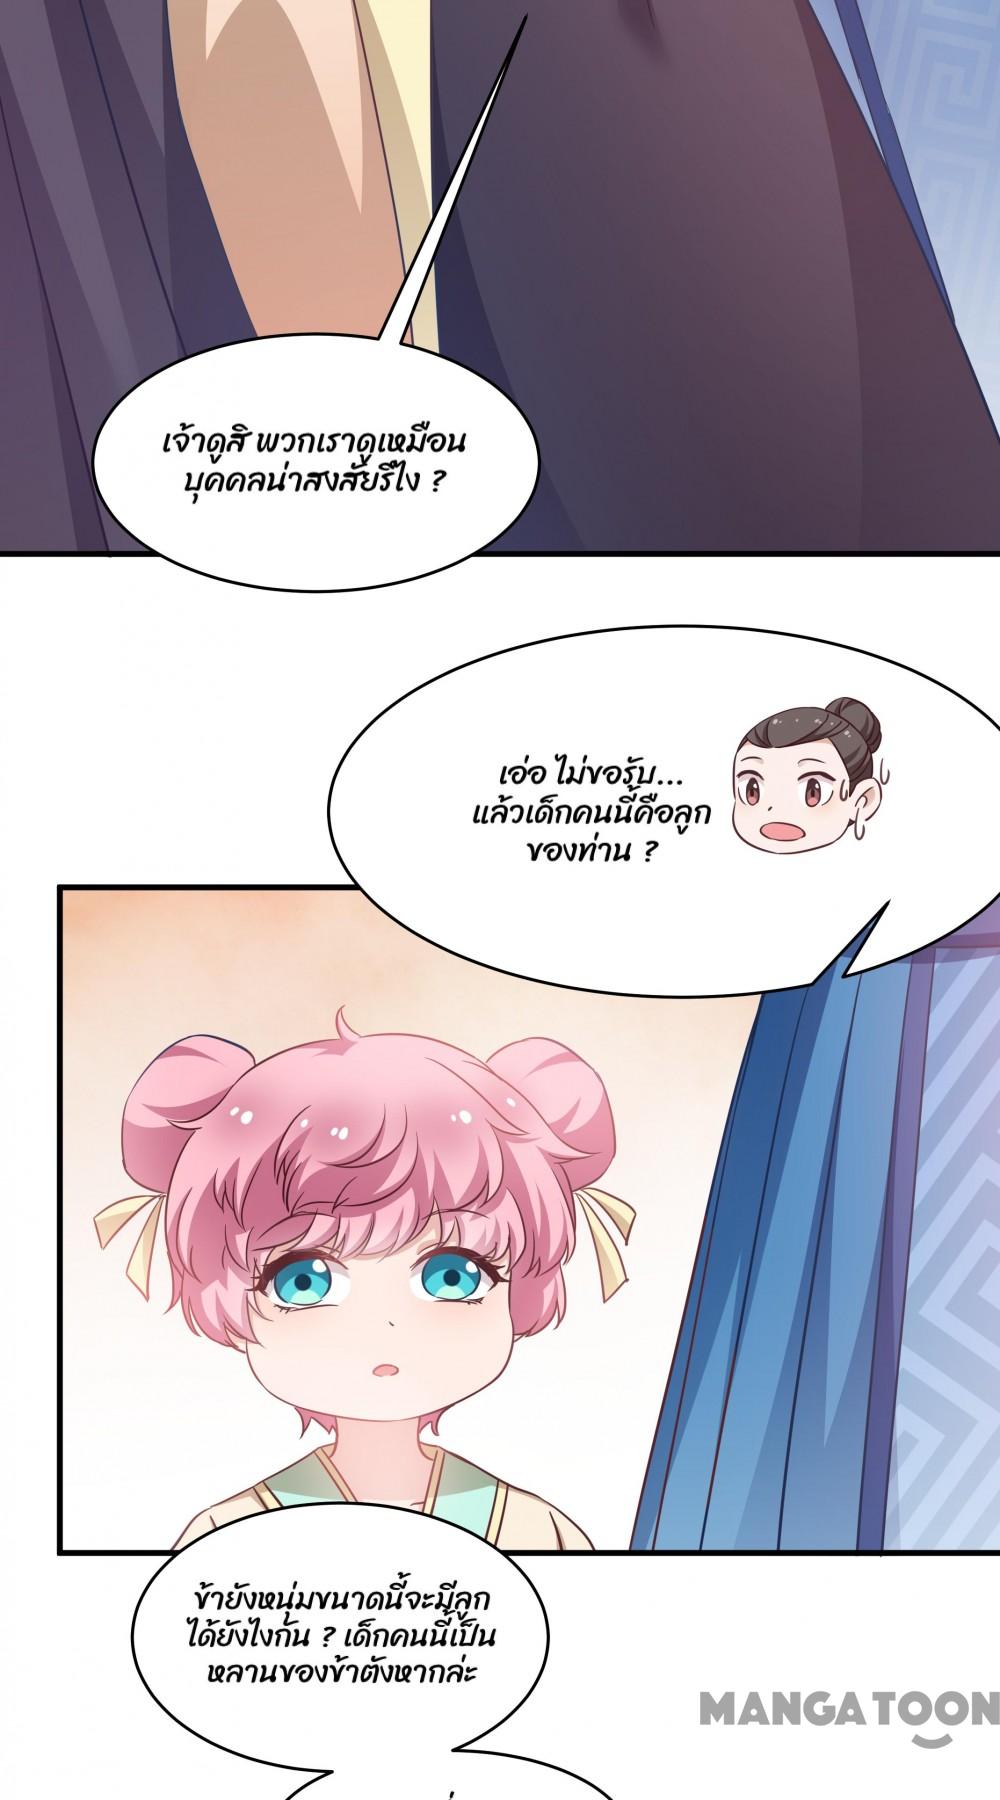 เจ้าดูสิ พวกเราดูเหมือน
บุคคลน่าสงสัยรึไง ?
เอ่อ ไม่ขอรับ...
แล้วเด็กคนนี้คือลูก
ของท่าน ?
ข้ายังหนุ่มขนาดนี้จะมีลูก
ได้ยังไงกัน ? เด็กคนนี้เป็น
หลานของข้าตังหากล่ะ
MANGATOON